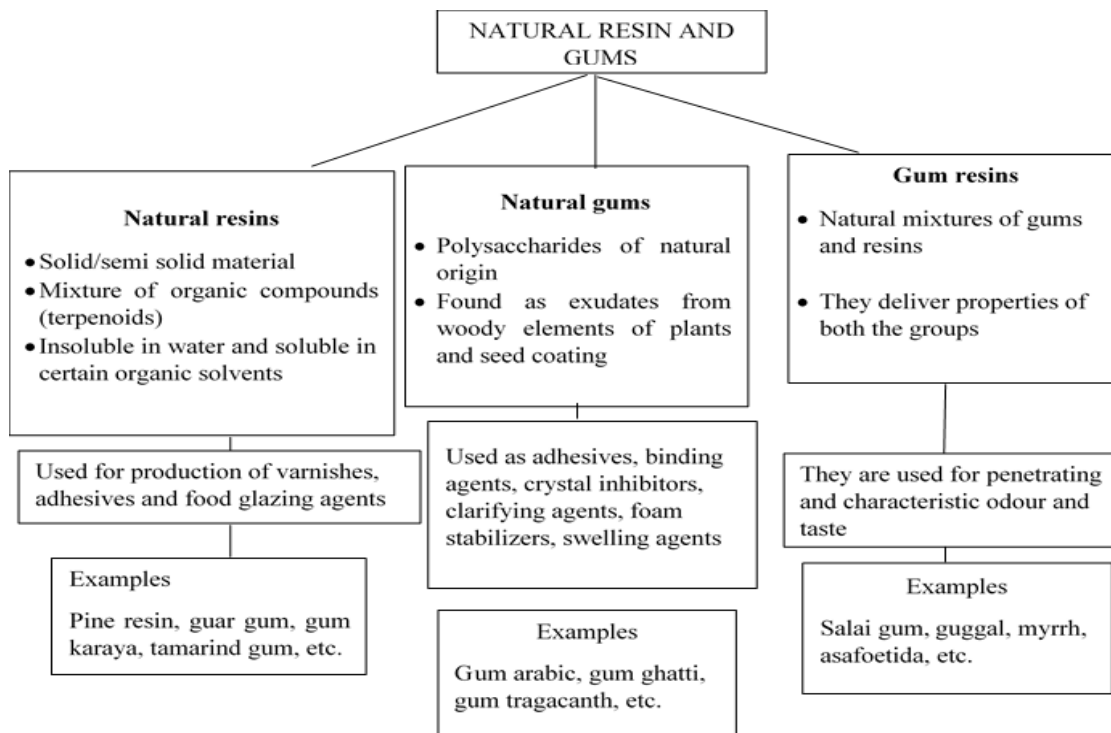 NATURAL RESIN AND
GUMS
Natural resins
• Solid/semi solid material
• Mixture of organic compounds
(terpenoids)
• Insoluble in water and soluble in
certain organic solvents
Used for production of varnishes,
adhesives and food glazing agents
Examples
Pine resin, guar gum, gum
karaya, tamarind gum, etc.
Natural gums
• Polysaccharides of natural
origin
• Found as exudates from
woody elements of plants
and seed coating
Used as adhesives, binding
agents, crystal inhibitors,
clarifying agents, foam
stabilizers, swelling agents
Examples
Gum arabic, gum ghatti,
gum tragacanth, etc.
Gum resins
• Natural mixtures of gums
and resins
• They deliver properties of
both the groups
They are used for penetrating
and characteristic odour and
taste
Examples
Salai gum, guggal, myrrh,
asafoetida, etc.